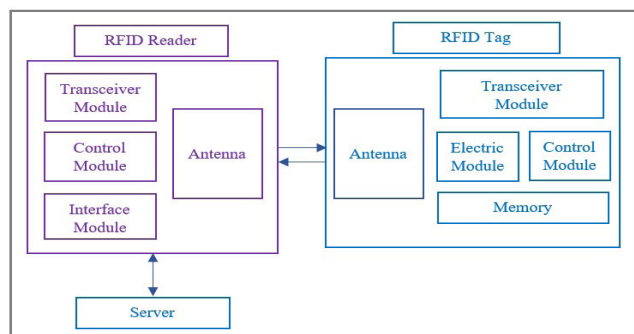 RFID Reader
Transceiver
Module
Control
Module
Interface
Module
Antenna
Server
RFID Tag
Antenna
Transceiver
Module
Electric
Module
Control
Module
Memory